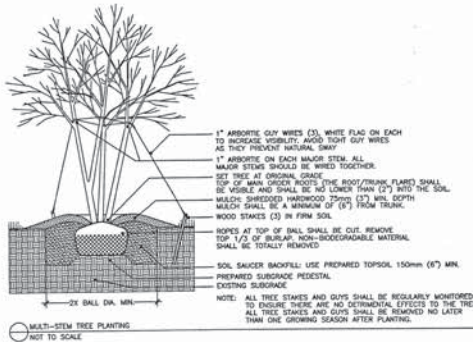 1" ARBORTIE GUY WIRES (3), WHITE FLAG ON EACH
TO INCREASE VISIBILITY. AVOID TIGHT GUY WIRES
AS THEY PREVENT NATURAL SWAY
1" ARBORTIE ON EACH MAJOR STEM. ALL
MAJOR STEMS SHOULD BE WIRED TOGETHER.
SET TREE AT ORIGINAL GRADE
TOP OF MAIN ORDER ROOTS (THE ROOT/TRUNK FLARE) SHALL
BE VISIBLE AND SHALL BE NO LOWER THAN (2") INTO THE SOIL.
MULCH: SHREDDED HARDWOOD 75mm (3") MIN. DEPTH
MULCH SHALL BE A MINIMUM OF (6") FROM TRUNK.
WOOD STAKES (3) IN FIRM SOIL
ROPES AT TOP OF BALL SHALL BE CUT. REMOVE
TOP 1/3 OF BURLAP. NON-BIODEGRADABLE MATERIAL
SHALL BE TOTALLY REMOVED
SOIL SAUCER BACKFILL: USE PREPARED TOPSOIL 150mm (6") MIN.
PREPARED SUBGRADE PEDESTAL
EXISTING SUBGRADE
2X BALL DIA. MIN.
NOTE: ALL TREE STAKES AND GUYS SHALL BE REGULARLY MONITORED
TO ENSURE THERE ARE NO DETRIMENTAL EFFECTS TO THE TREE
ALL TREE STAKES AND GUYS SHALL BE REMOVED NO LATER
THAN ONE GROWING SEASON AFTER PLANTING.
MULTI-STEM TREE PLANTING
NOT TO SCALE